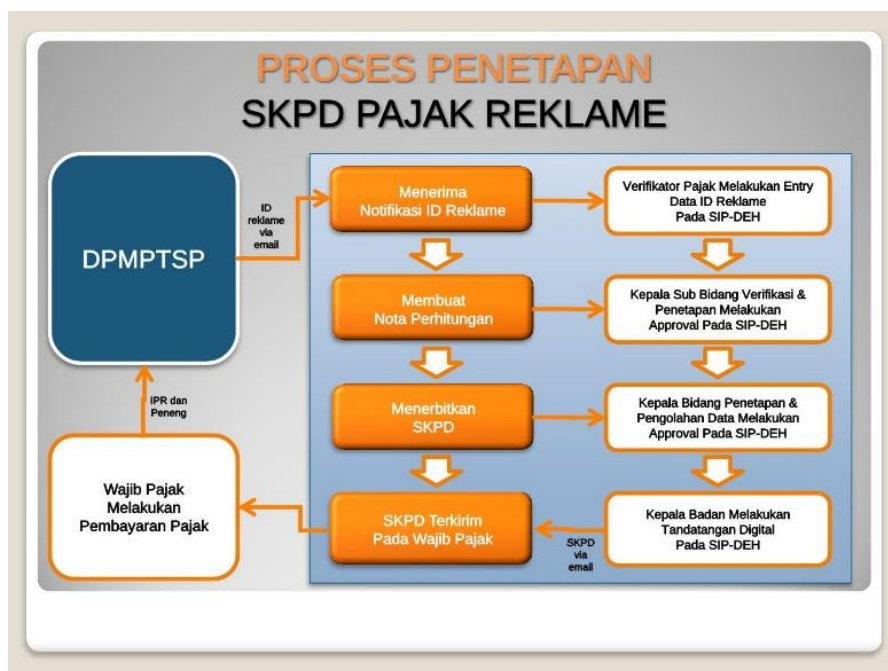 PROSES PENETAPAN
SKPD PAJAK REKLAME
DPMPTSP
ID
reklame
via
email
Menerima
Notifikasi ID Reklame
Verifikator Pajak Melakukan Entry
Data ID Reklame
Pada SIP-DEH
Membuat
Nota Perhitungan
Kepala Sub Bidang Verifikasi &
Penetapan Melakukan
Approval Pada SIP-DEH
IPR dan
Peneng
Menerbitkan
SKPD
Kepala Bidang Penetapan &
Pengolahan Data Melakukan
Approval Pada SIP-DEH
Wajib Pajak
Melakukan
Pembayaran Pajak
SKPD Terkirim
Pada Wajib Pajak
SKPD
via
email
Kepala Badan Melakukan
Tandatangan Digital
Pada SIP-DEH